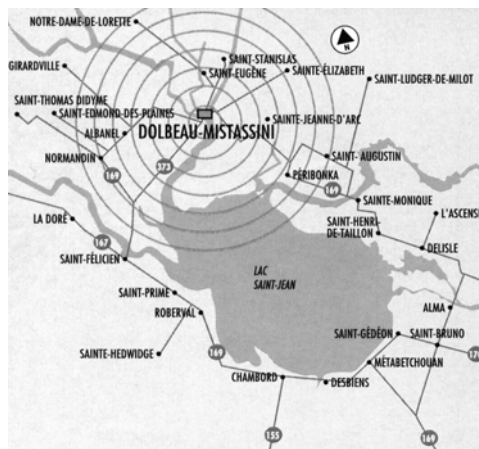 NOTRE-DAME-DE-LORETTE
N
SAINT-STANISLAS
GIRARDVILLE
SAINT-EUGÈNE
SAINTE-ÉLIZABETH
SAINT-LUDGER-DE-MILOT
SAINT-THOMAS DIDYME
SAINT-EDMOND-DES-PLAINES
SAINTE-JEANNE-D'ARC
ALBANEL
DOLBEAU-MISTASSINI
NORMANDIN
SAINT- AUGUSTIN
373
169
PÉRIBONKA
169
SAINTE-MONIQUE
LA DORÉ
SAINT-HENRI-
DE-TAILLON
L'ASCENS
167
DELISLE
SAINT-FÉLICIEN
LAC
SAINT-JEAN
SAINT-PRIME
ROBERVAL
ALMA
SAINT-GÉDÉON
SAINT-BRUNO
SAINTE-HEDWIDGE
169
170
MÉTABETCHOUAN
CHAMBORD
DESBIENS
155
169